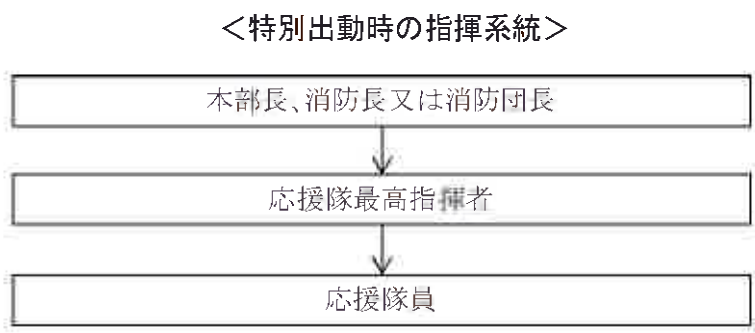 ＜特別出動時の指揮系統＞
本部長、消防長又は消防団長
応援隊最高指揮者
応援隊員